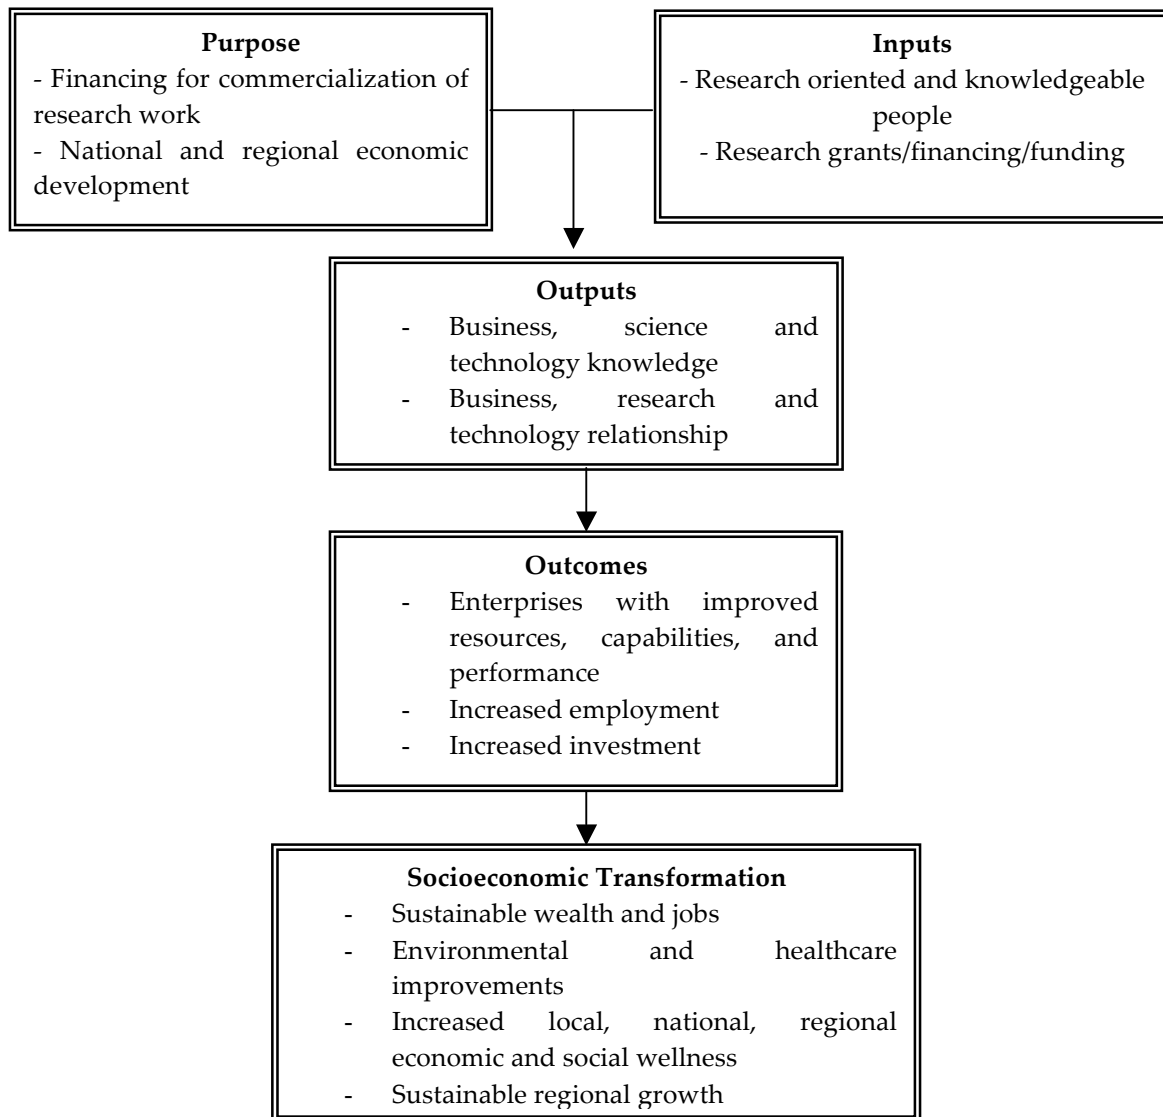 Purpose
- Financing for commercialization of
research work
- National and regional economic
development
Inputs
- Research oriented and knowledgeable
people
- Research grants/financing/funding
Outputs
- Business, science and
technology knowledge
- Business, research and
technology relationship
Outcomes
- Enterprises with improved
resources, capabilities, and
performance
- Increased employment
- Increased investment
Socioeconomic Transformation
- Sustainable wealth and jobs
- Environmental and healthcare
improvements
- Increased local, national, regional
economic and social wellness
- Sustainable regional growth